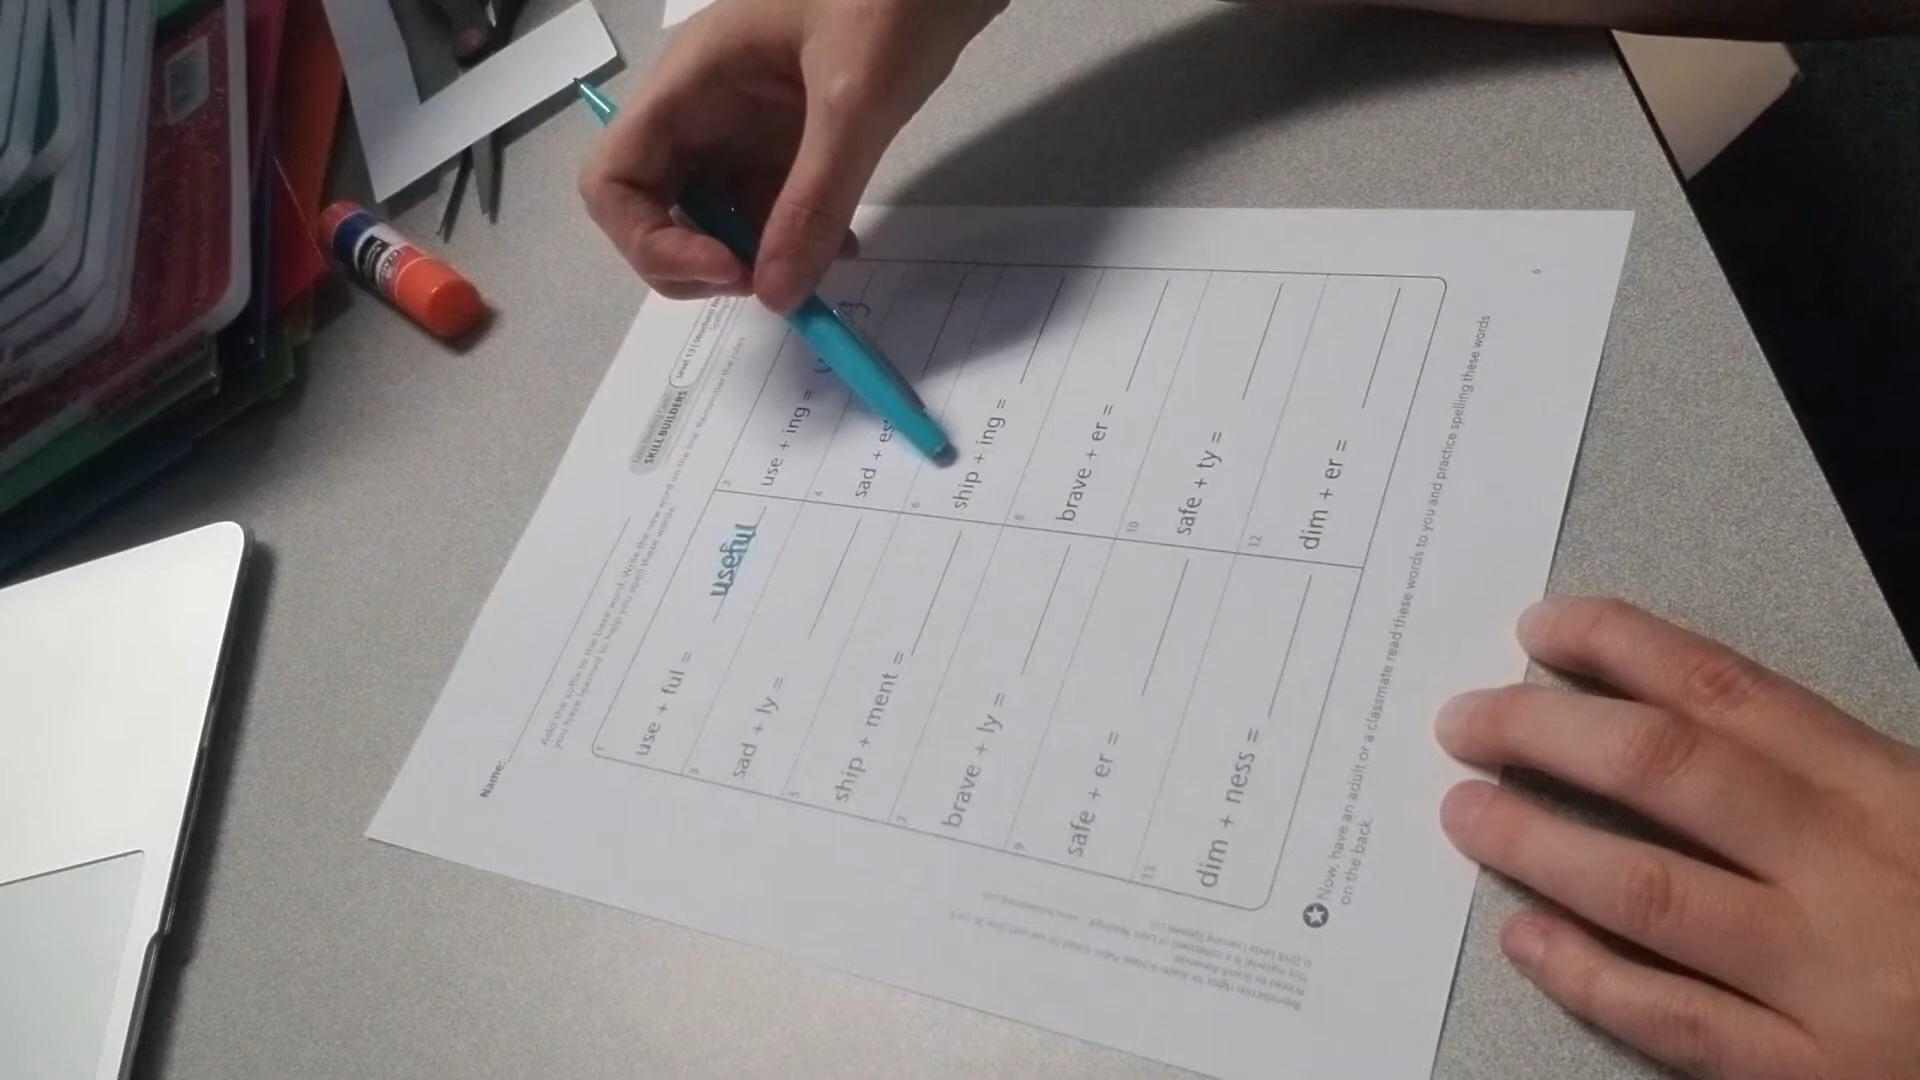 SKILL BUILDERS
Level 13 | Structural
Name:
Add the suffix to the base word. Write the new word on the line. Remember the rules
you have learned to help you spell these words.
1 use + ful = useful
2 use + ing =
3 sad + ly =
4 sad + es
5 ship + ment =
6 ship + ing =
7 brave + ly =
8 brave + er =
9 safe + er =
10 safe + ty =
11 dim + ness =
12 dim + er =
Now, have an adult or a classmate read these words to you and practice spelling these words
on the back.